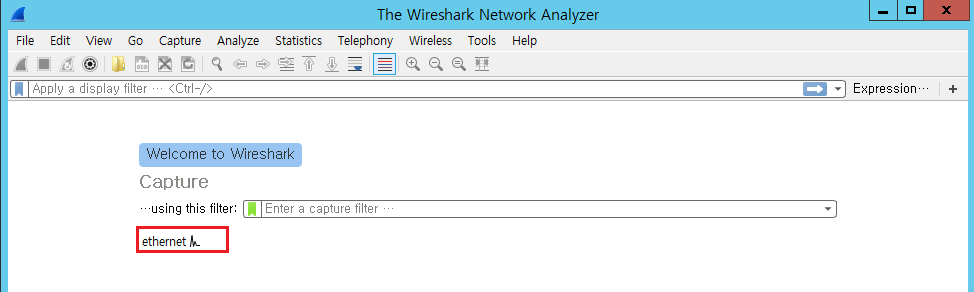 The Wireshark Network Analyzer
File Edit View Go Capture Analyze Statistics Telephony Wireless Tools Help
Apply a display filter ⋯ <Ctrl-/> Expression⋯ +
Welcome to Wireshark
Capture
⋯using this filter: Enter a capture filter ⋯
ethernet